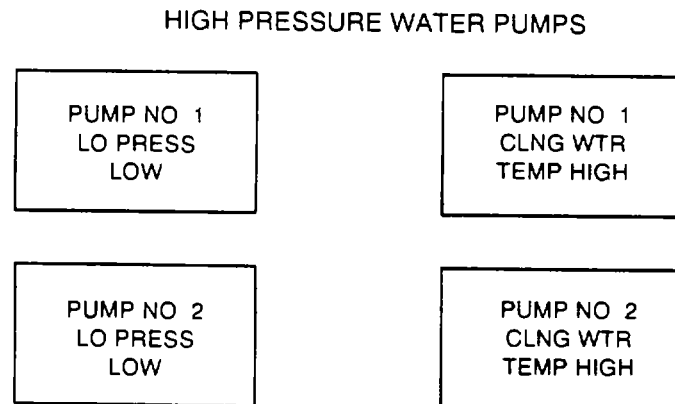 HIGH PRESSURE WATER PUMPS
PUMP NO 1
LO PRESS
LOW
PUMP NO 1
CLNG WTR
TEMP HIGH
PUMP NO 2
LO PRESS
LOW
PUMP NO 2
CLNG WTR
TEMP HIGH